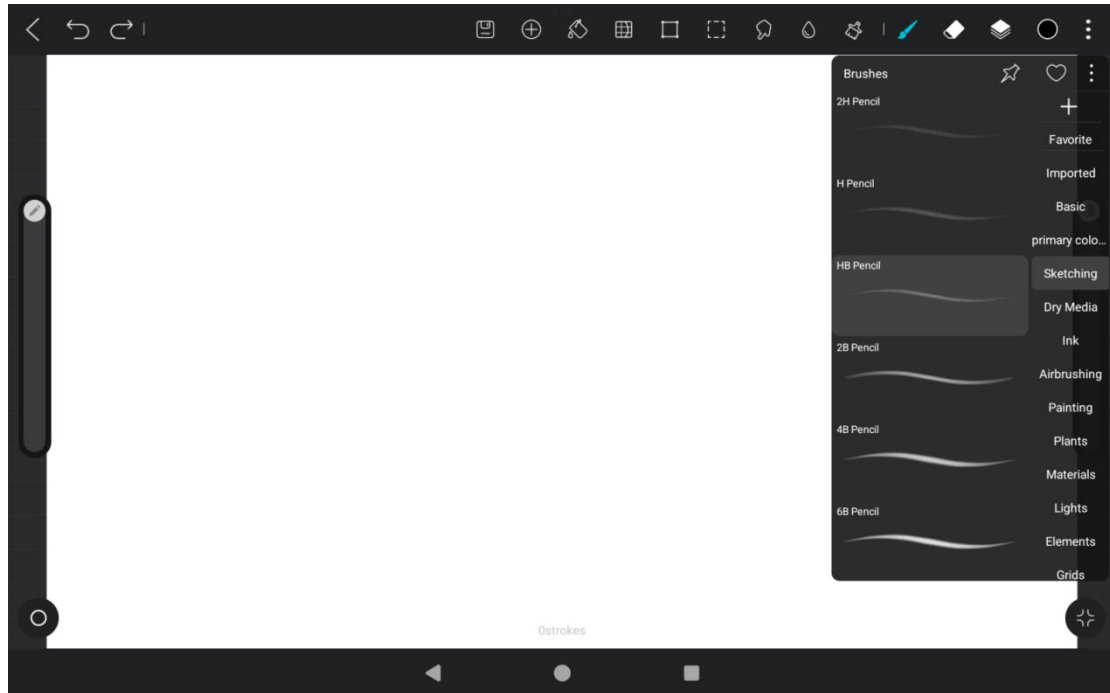 Brushes
2H Pencil
H Pencil
HB Pencil
2B Pencil
4B Pencil
6B Pencil
Favorite
Imported
Basic
primary colo...
Sketching
Dry Media
Ink
Airbrushing
Painting
Plants
Materials
Lights
Elements
Grids
0strokes